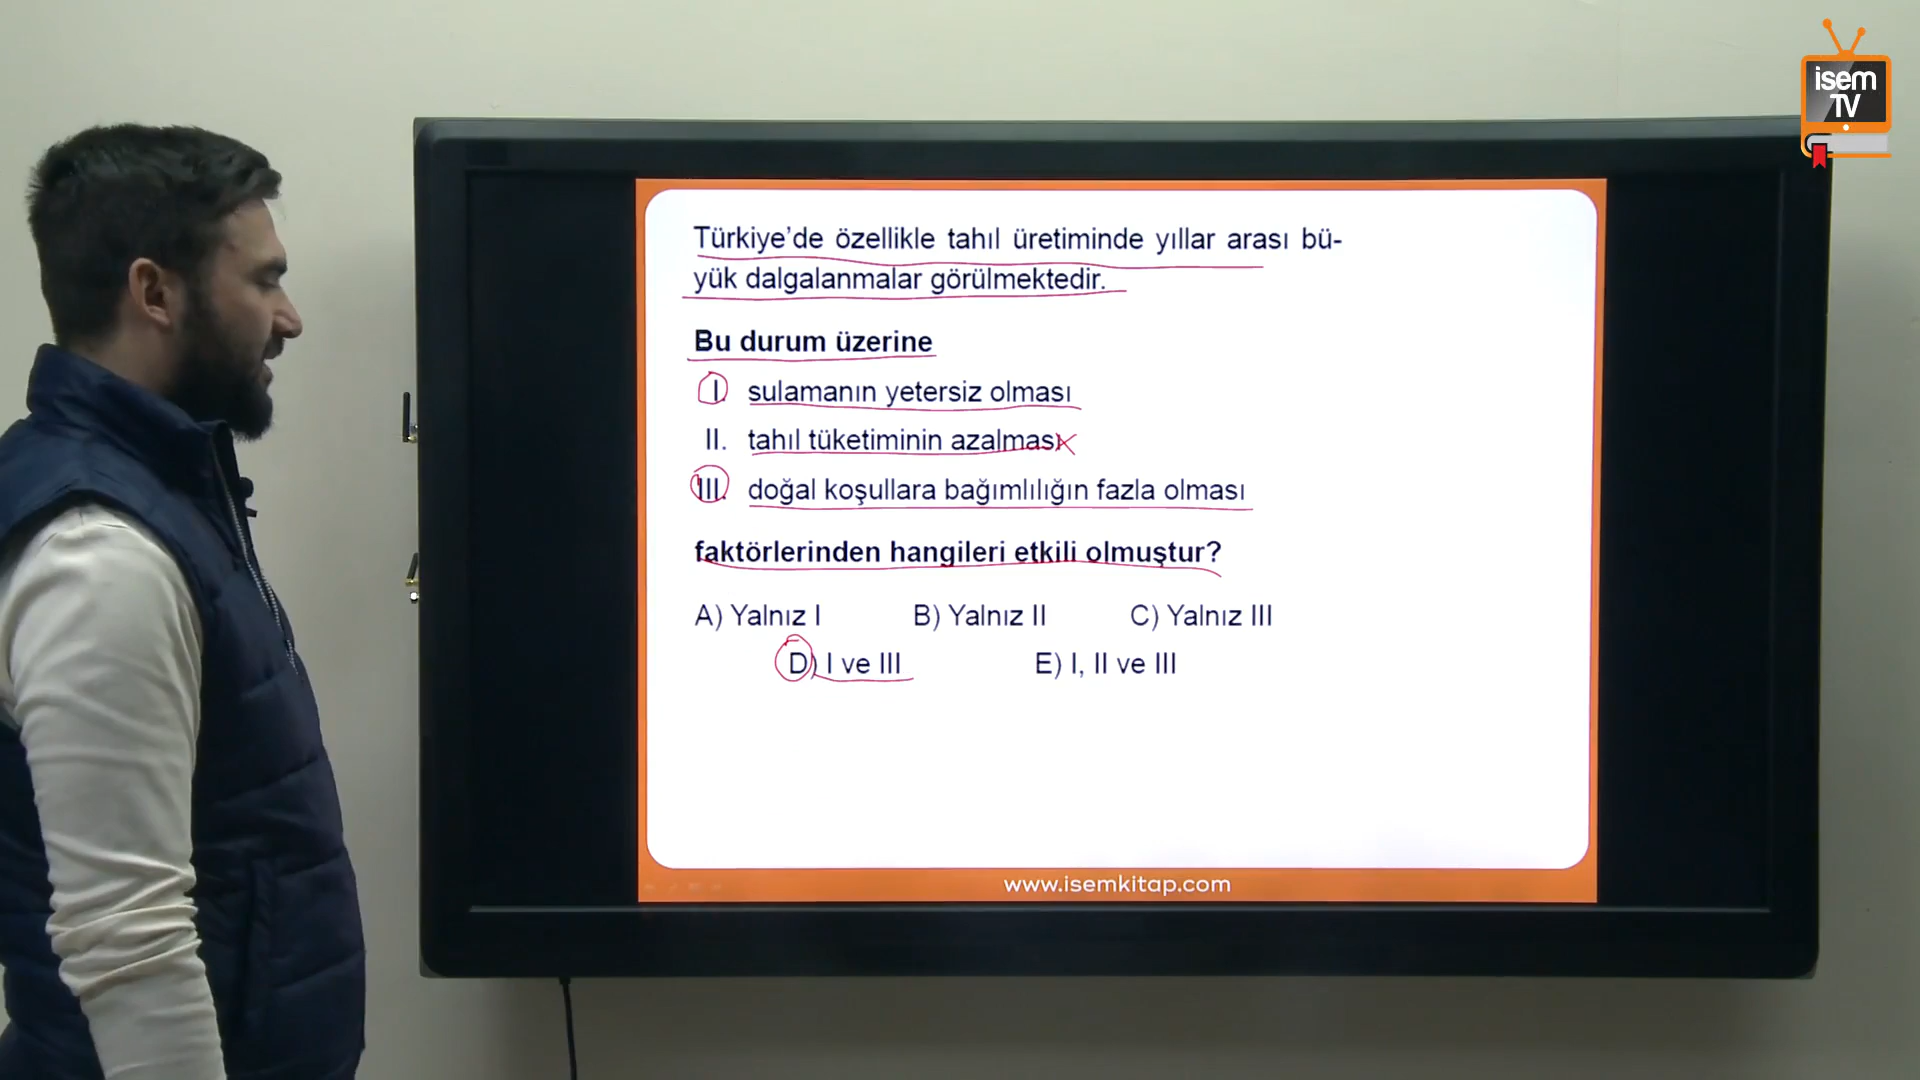 isem
TV
Türkiye’de özellikle tahıl üretiminde yıllar arası bü-
yük dalgalanmalar görülmektedir.
Bu durum üzerine
I. sulamanın yetersiz olması
II. tahıl tüketiminin azalması
III. doğal koşullara bağımlılığın fazla olması
faktörlerinden hangileri etkili olmuştur?
A) Yalnız I B) Yalnız II C) Yalnız III
D) I ve III E) I, II ve III
www.isemkitap.com